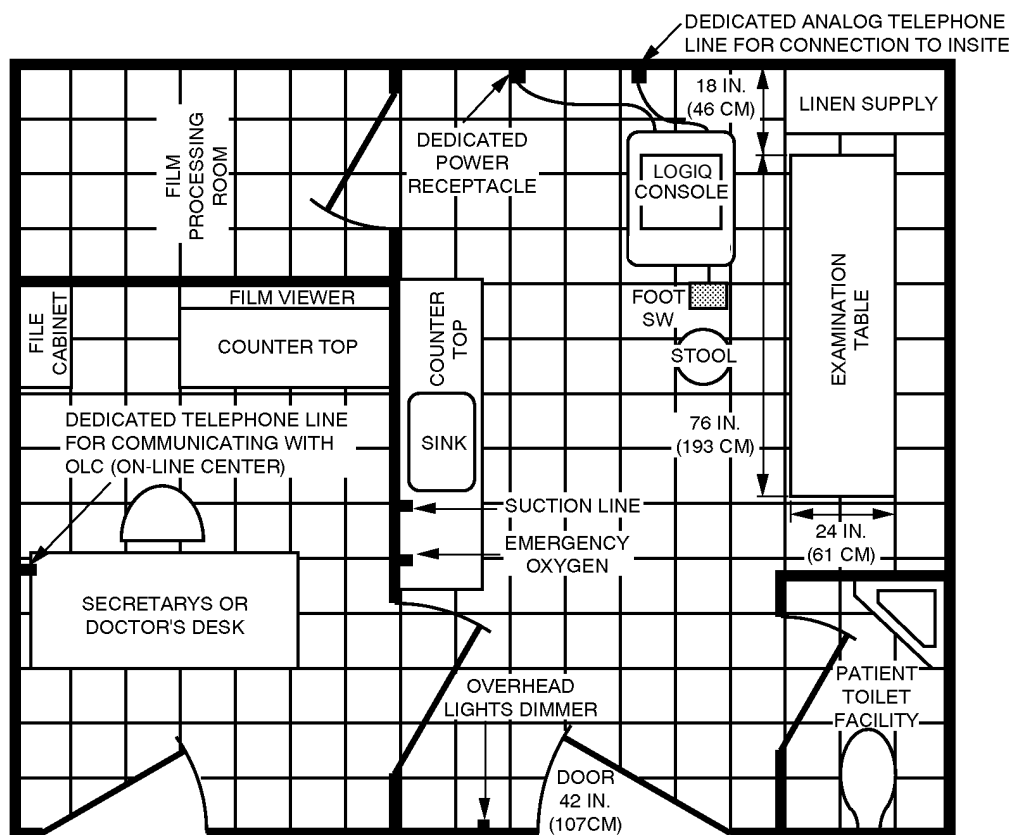 DEDICATED ANALOG TELEPHONE
LINE FOR CONNECTION TO INSITE
18 IN.
(46 CM)
LINEN SUPPLY
FILM
PROCESSING
ROOM
DEDICATED
POWER
RECEPTACLE
LOGIQ
CONSOLE
FILE
CABINET
FILM VIEWER
COUNTER TOP
COUNTER
TOP
FOOT
SW
STOOL
EXAMINATION
TABLE
DEDICATED TELEPHONE LINE
FOR COMMUNICATING WITH
OLC (ON-LINE CENTER)
SINK
76 IN.
(193 CM)
SUCTION LINE
EMERGENCY
OXYGEN
24 IN.
(61 CM)
SECRETARYS OR
DOCTOR'S DESK
OVERHEAD
LIGHTS DIMMER
PATIENT
TOILET
FACILITY
DOOR
42 IN.
(107CM)